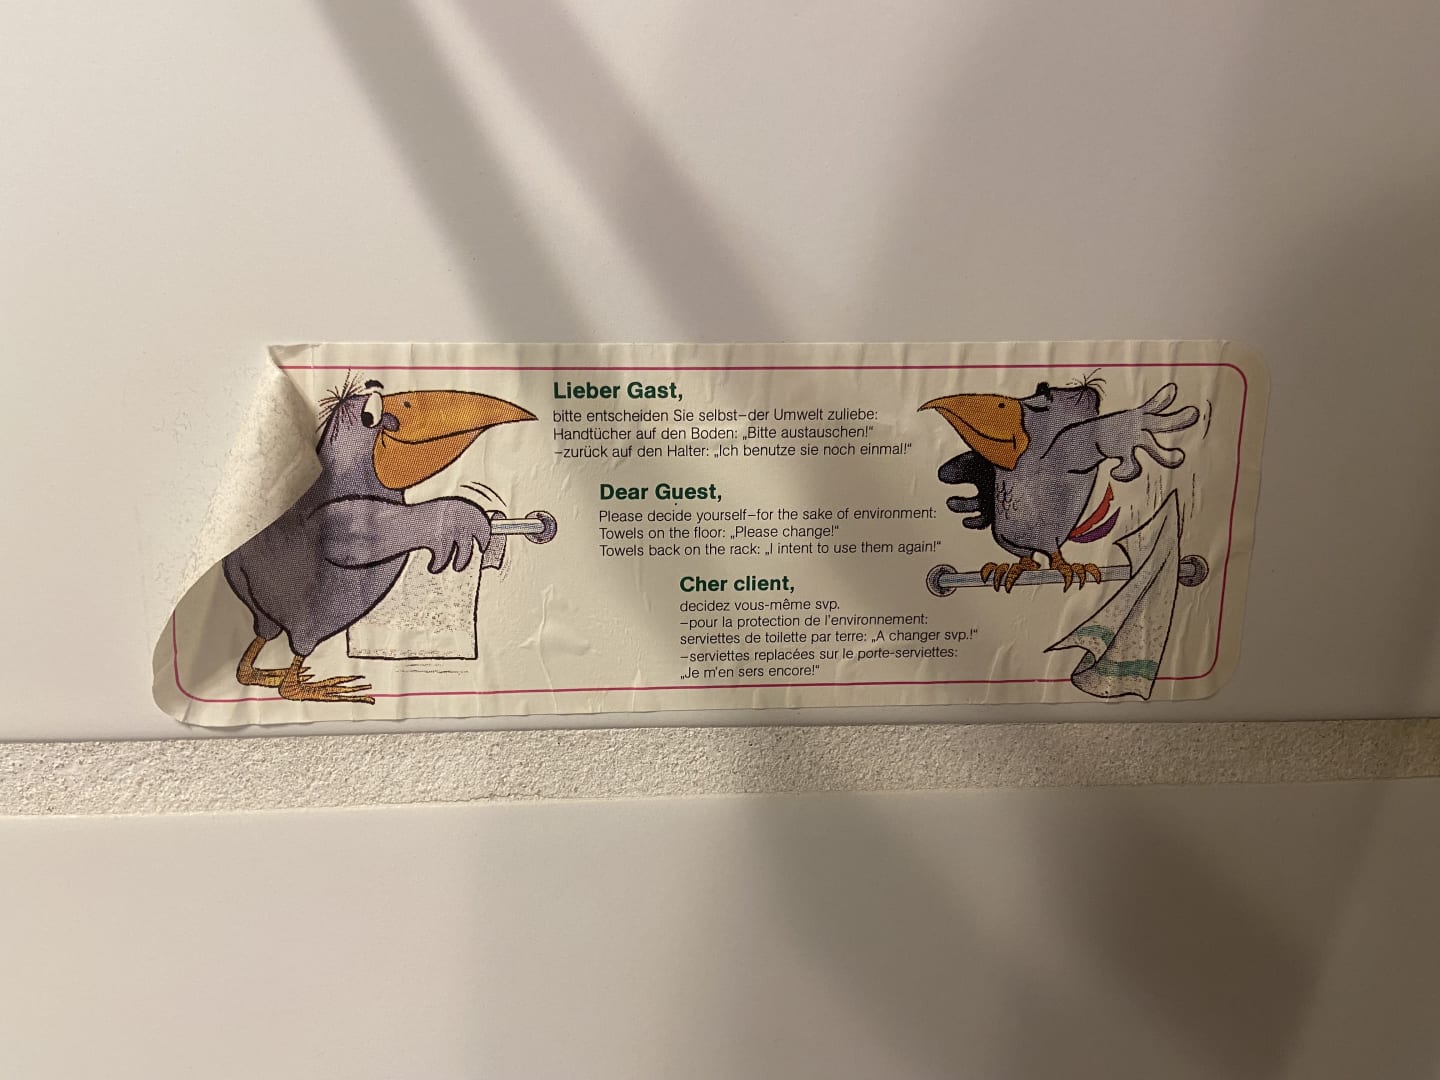 Lieber Gast,
bitte entscheiden Sie selbst–der Umwelt zuliebe:
Handtücher auf den Boden: „Bitte austauschen!“
–zurück auf den Halter: „Ich benutze sie noch einmal!“
Dear Guest,
Please decide yourself–for the sake of environment:
Towels on the floor: „Please change!“
Towels back on the rack: „I intent to use them again!“
Cher client,
decidez vous-même svp.
–pour la protection de l'environnement:
serviettes de toilette par terre: „A changer svp.!“
–serviettes replacées sur le porte-serviettes:
„Je m'en sers encore!“